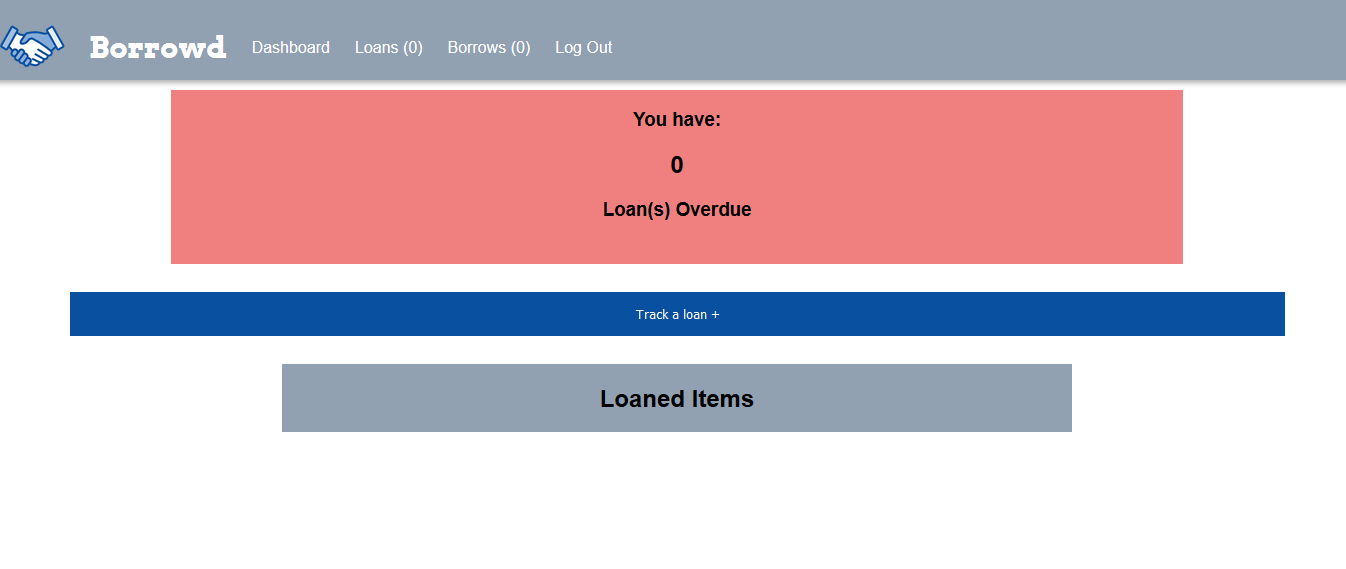 Borrowd Dashboard Loans (0) Borrows (0) Log Out
You have:
0
Loan(s) Overdue
Track a loan +
Loaned Items